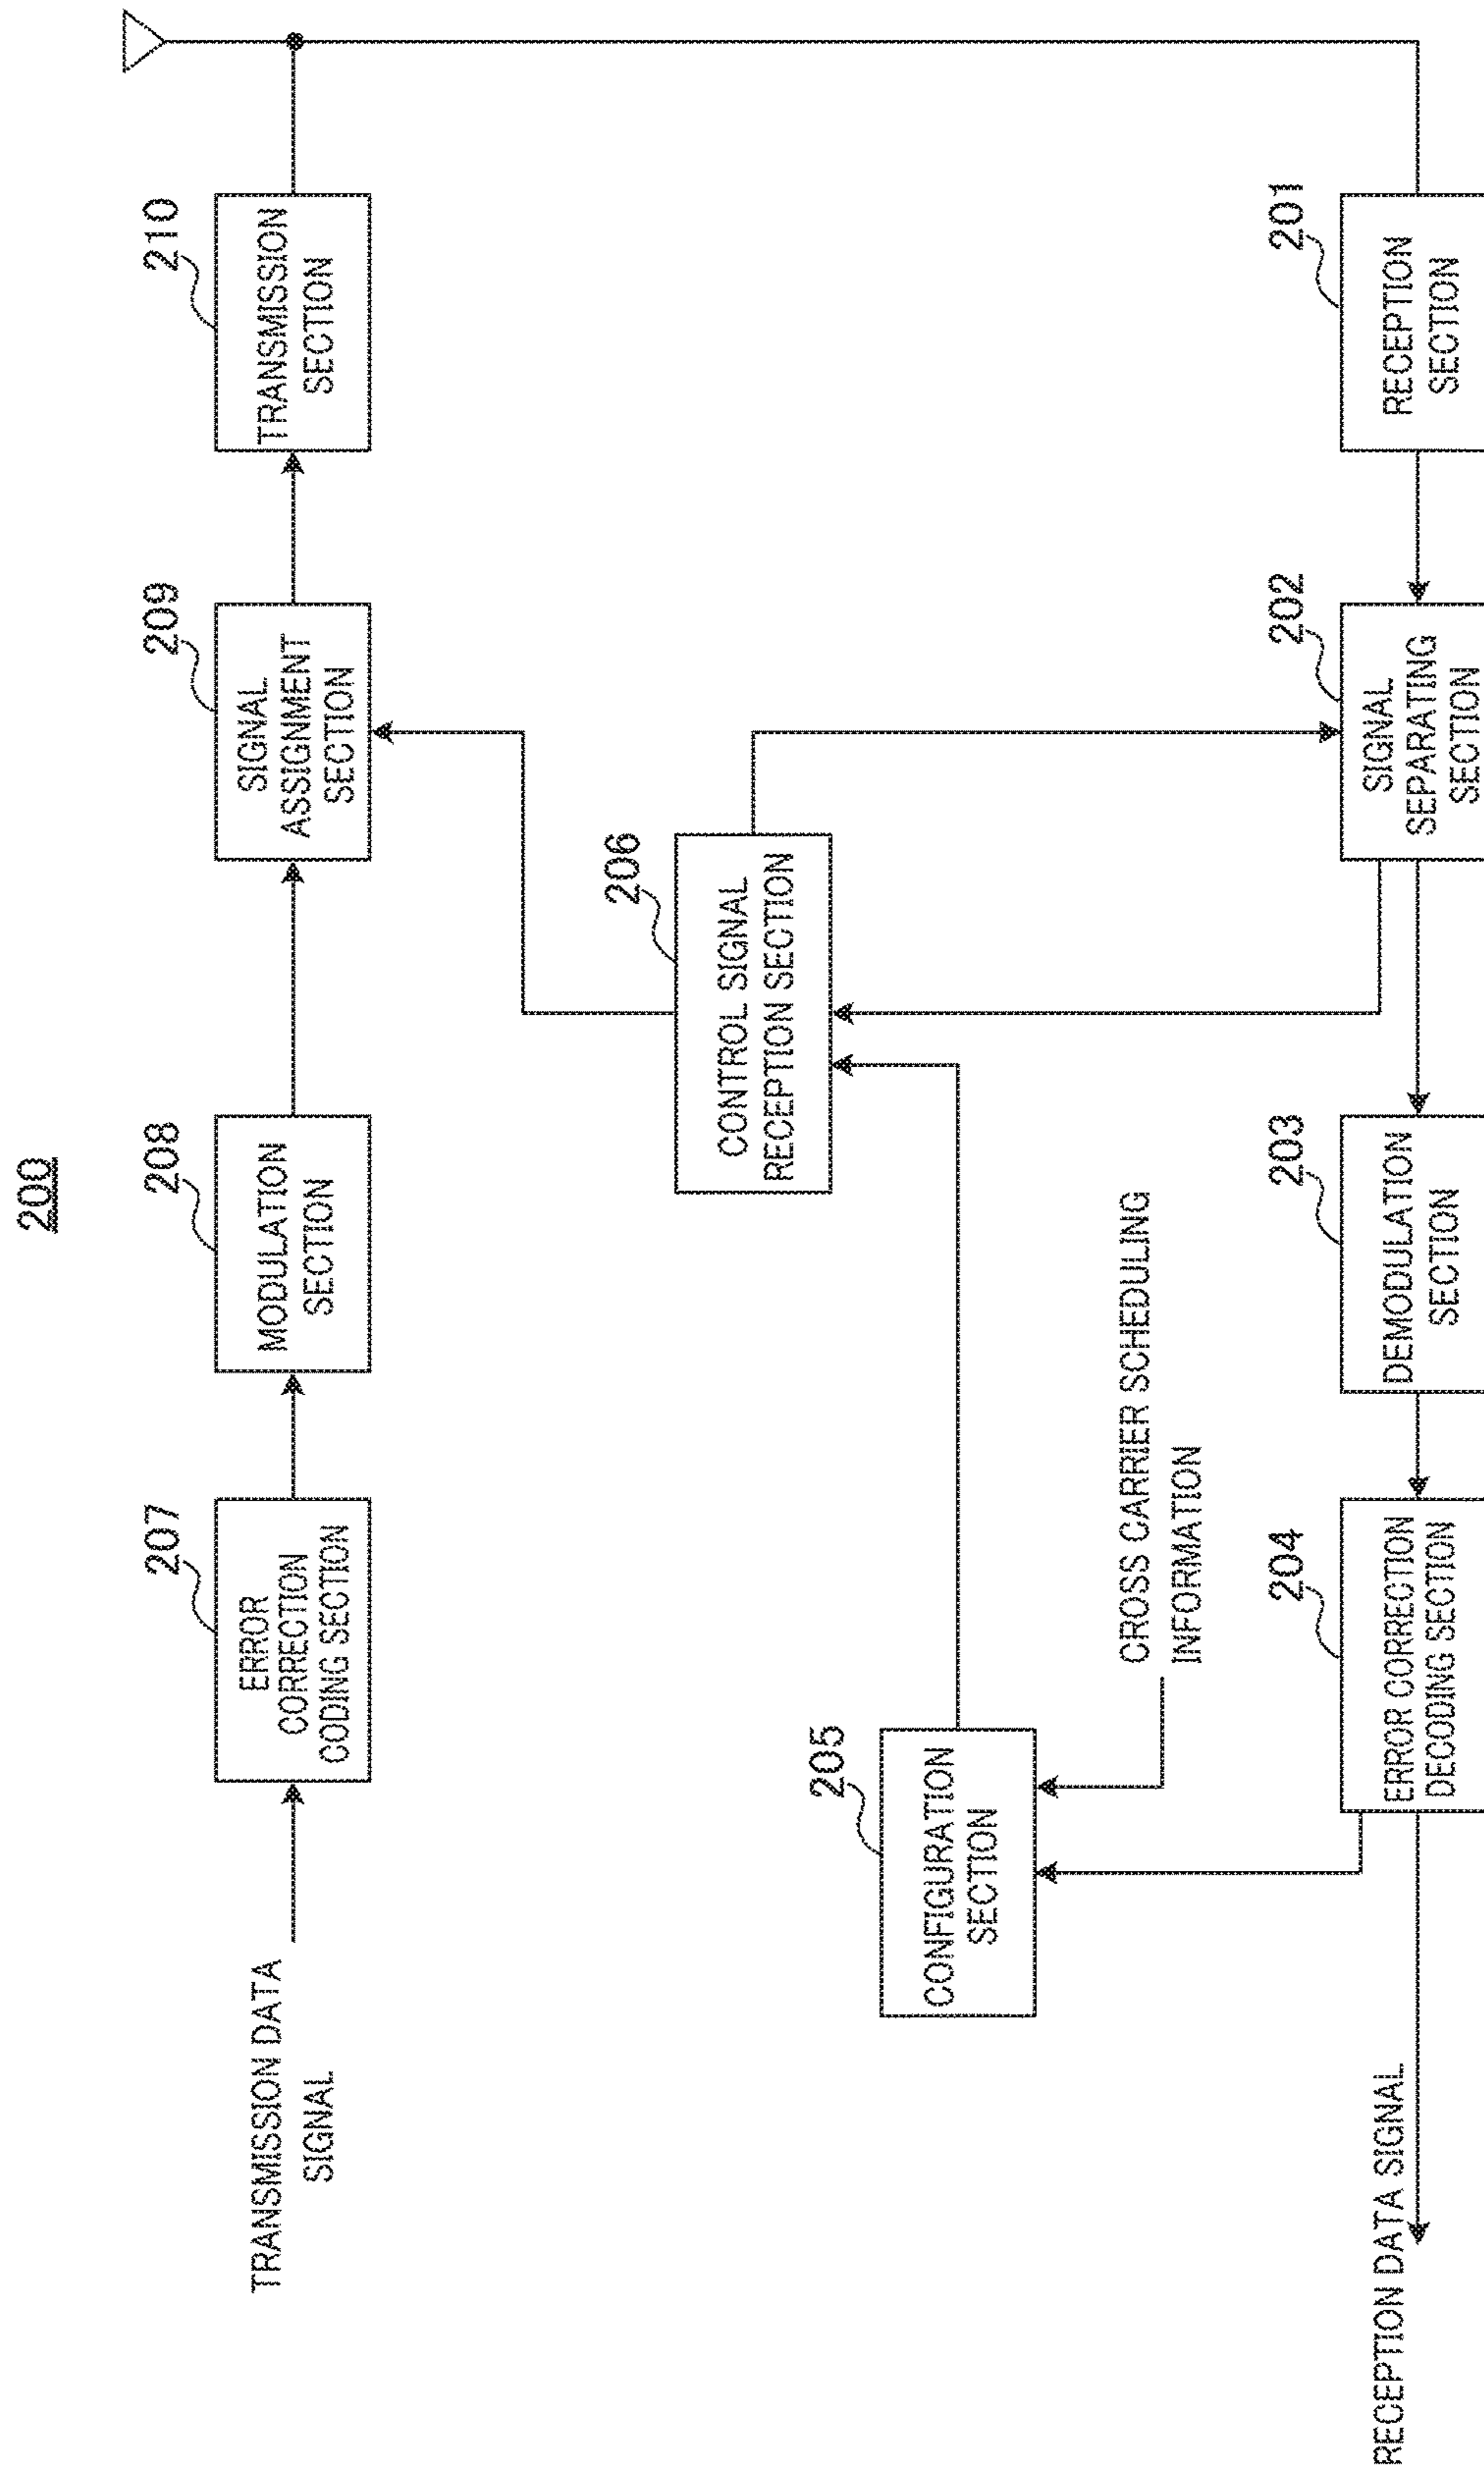 200
TRANSMISSION DATA
SIGNAL
207
ERROR
CORRECTION
CODING SECTION
208
MODULATION
SECTION
209
SIGNAL
ASSIGNMENT
SECTION
210
TRANSMISSION
SECTION
206
CONTROL SIGNAL
RECEPTION SECTION
205
CONFIGURATION
SECTION
CROSS CARRIER SCHEDULING
INFORMATION
RECEPTION DATA SIGNAL
204
ERROR CORRECTION
DECODING SECTION
203
DEMODULATION
SECTION
202
SIGNAL
SEPARATING
SECTION
201
RECEPTION
SECTION